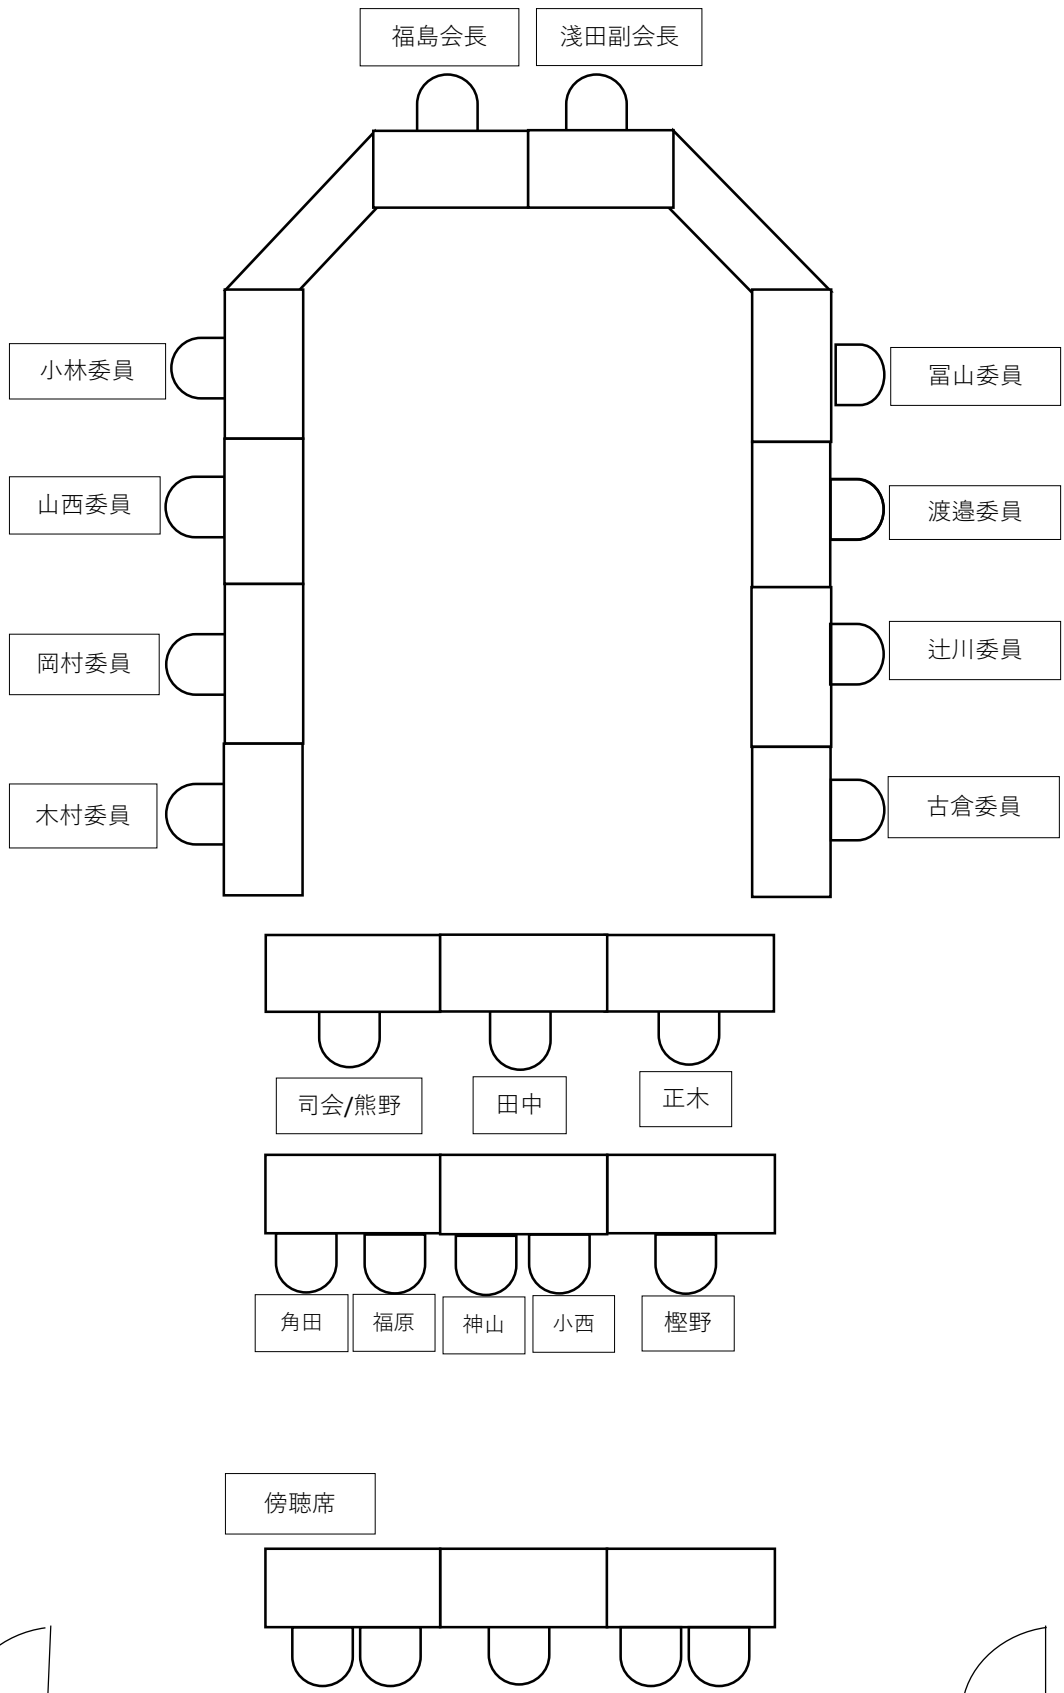 福島会長
淺田副会長
小林委員
冨山委員
山西委員
渡邉委員
岡村委員
辻川委員
木村委員
古倉委員
司会/熊野
田中
正木
角田
福原
神山
小西
樫野
傍聴席